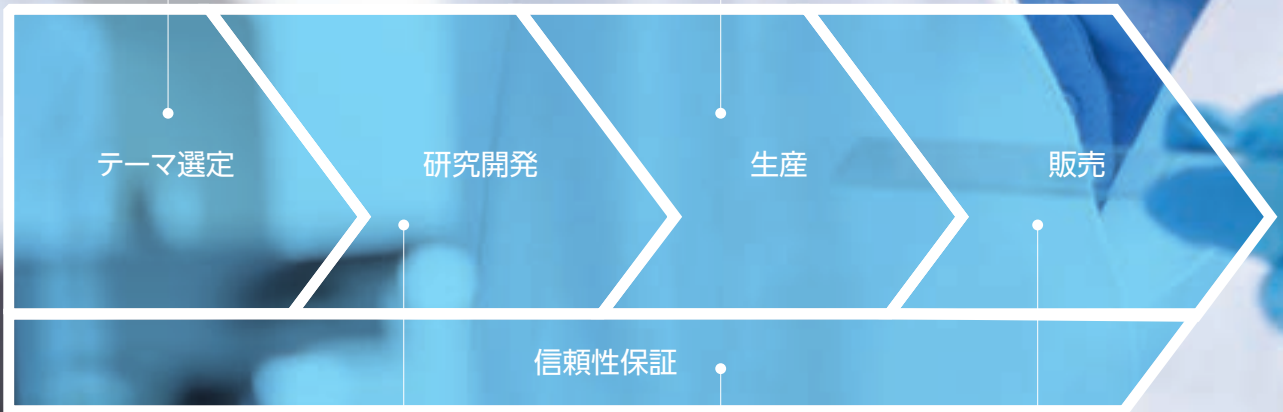 テーマ選定
研究開発
生産
販売
信頼性保証